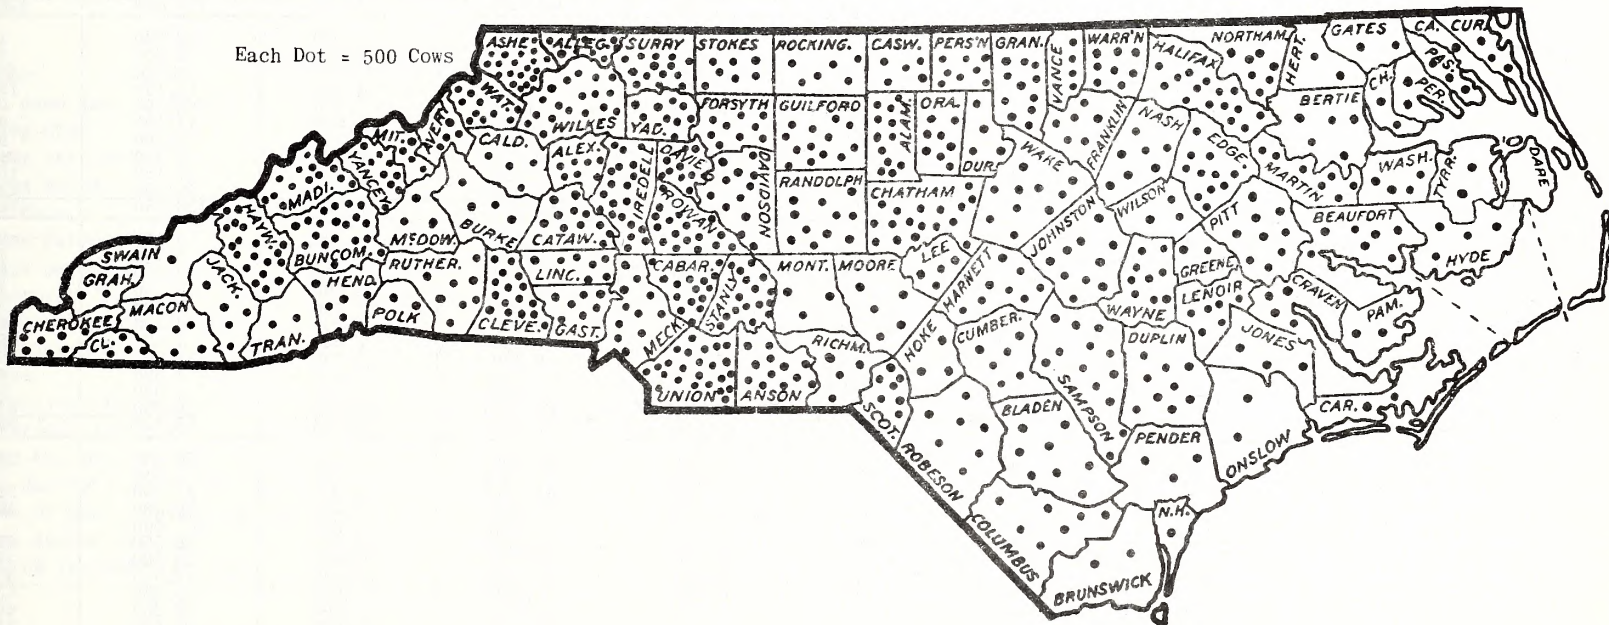 Each Dot = 500 Cows
ASHE
ALLEG.
SURRY
STOKES
ROCKING.
CASW.
PERS'N
GRAN.
VANCE
WARR'N
HALIFAX
NORTHAM.
HERT.
GATES
CA.
CUR.
PAS.
PER.
CH.
BERTIE
WAT.
WILKES
YAD.
FORSYTH
GUILFORD
ALAM.
ORA.
DUR.
WAKE
FRANKLIN
NASH
EDGE.
MARTIN
WASH.
TYRR.
DARE
MIT.
AVERY
CALD.
ALEX.
IREDELL
DAVIE
DAVIDSON
RANDOLPH
CHATHAM
MADI.
YANCEY
ROWAN
JOHNSTON
WILSON
PITT
BEAUFORT
HYDE
HAYW.
BUNCOM.
McDOW.
BURKE
CATAW.
LEE
HARNETT
GREENE
SWAIN
GRAH.
JACK.
HEND.
RUTHER.
LINC.
CABAR.
MONT.
MOORE
WAYNE
LENOIR
CRAVEN
PAM.
CHEROKEE
CL.
MACON
TRAN.
POLK
CLEVE.
GAST.
MECK.
STANLY
RICHM.
HOKE
CUMBER.
SAMPSON
DUPLIN
JONES
UNION
ANSON
SCOT.
ROBESON
BLADEN
PENDER
ONSLOW
CAR.
COLUMBUS
BRUNSWICK
N.H.